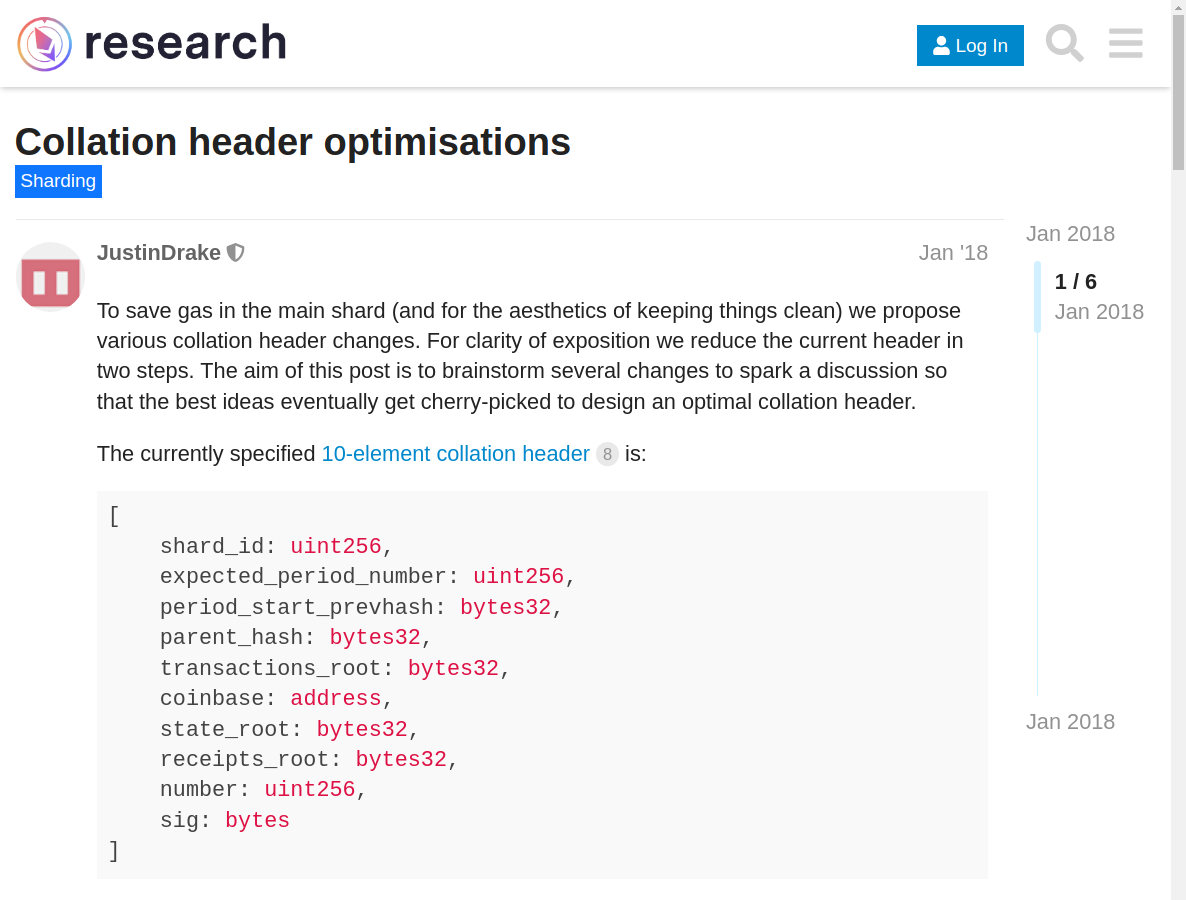 research
Log In
Collation header optimisations
Sharding
JustinDrake
Jan '18
To save gas in the main shard (and for the aesthetics of keeping things clean) we propose
various collation header changes. For clarity of exposition we reduce the current header in
two steps. The aim of this post is to brainstorm several changes to spark a discussion so
that the best ideas eventually get cherry-picked to design an optimal collation header.
The currently specified 10-element collation header 8 is:
[
    shard_id: uint256,
    expected_period_number: uint256,
    period_start_prevhash: bytes32,
    parent_hash: bytes32,
    transactions_root: bytes32,
    coinbase: address,
    state_root: bytes32,
    receipts_root: bytes32,
    number: uint256,
    sig: bytes
]
Jan 2018
1 / 6
Jan 2018
Jan 2018